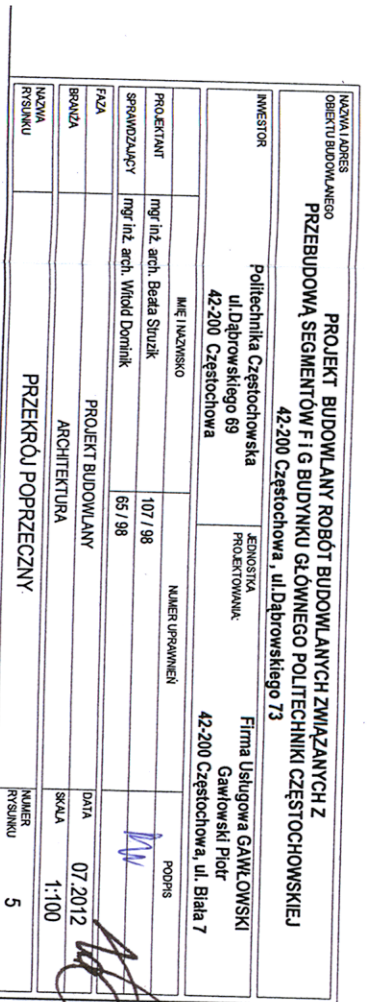 NAZWA I ADRES
OBIEKTU BUDOWLANEGO
PROJEKT BUDOWLANY ROBÓT BUDOWLANYCH ZWIĄZANYCH Z
PRZEBUDOWĄ SEGMENTÓW F I G BUDYNKU GŁÓWNEGO POLITECHNIKI CZĘSTOCHOWSKIEJ
42-200 Częstochowa , ul.Dąbrowskiego 73
INWESTOR
Politechnika Częstochowska
ul.Dąbrowskiego 69
42-200 Częstochowa
JEDNOSTKA
PROJEKTOWANIA:
Firma Usługowa GAWŁOWSKI
Gawłowski Piotr
42-200 Częstochowa, ul. Biała 7
IMIĘ I NAZWISKO
NUMER UPRAWNIEŃ
PODPIS
PROJEKTANT
mgr inż. arch. Beata Struzik
107 / 98
SPRAWDZAJĄCY
mgr inż. arch. Witold Dominik
65 / 98
FAZA
PROJEKT BUDOWLANY
DATA
07.2012
BRANŻA
ARCHITEKTURA
SKALA
1:100
NAZWA
RYSUNKU
PRZEKRÓJ POPRZECZNY
NUMER
RYSUNKU
5